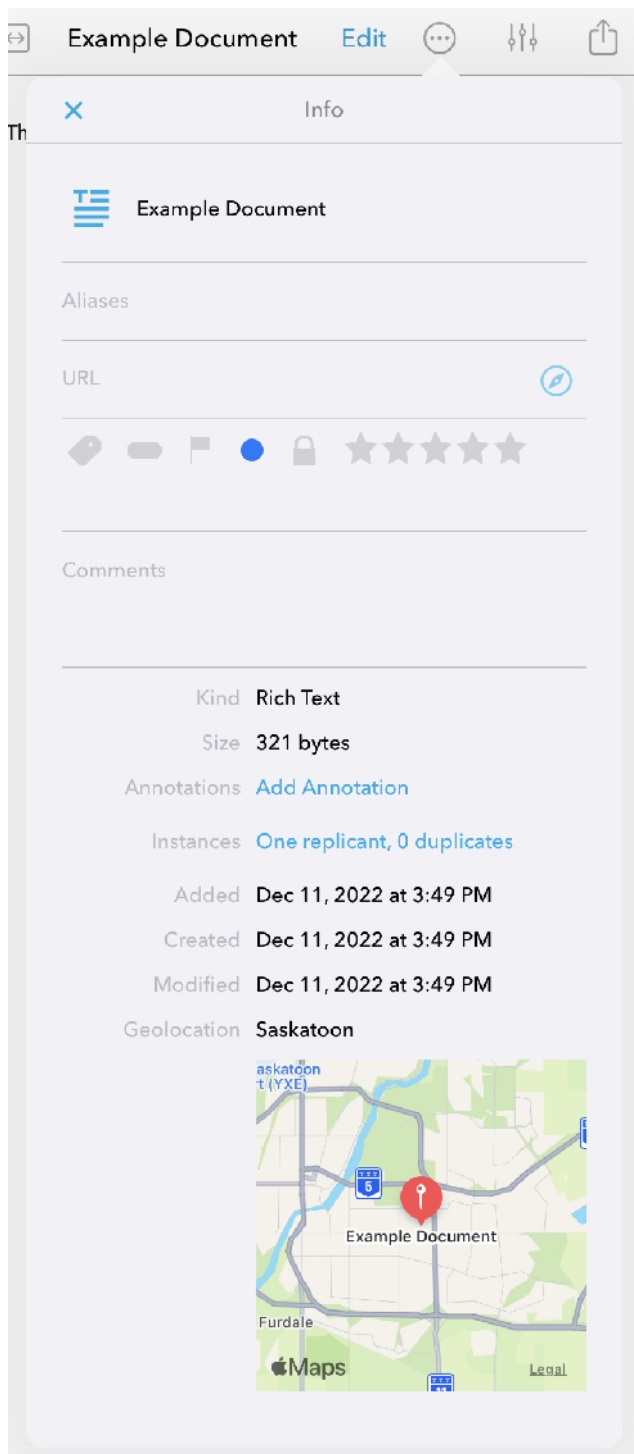 Example Document Edit
Th
Info
Example Document
Aliases
URL
Comments
Kind Rich Text
Size 321 bytes
Annotations Add Annotation
Instances One replicant, 0 duplicates
Added Dec 11, 2022 at 3:49 PM
Created Dec 11, 2022 at 3:49 PM
Modified Dec 11, 2022 at 3:49 PM
Geolocation Saskatoon
askatoon
t (YXE)
5
Example Document
Furdale
Maps
Legal
11